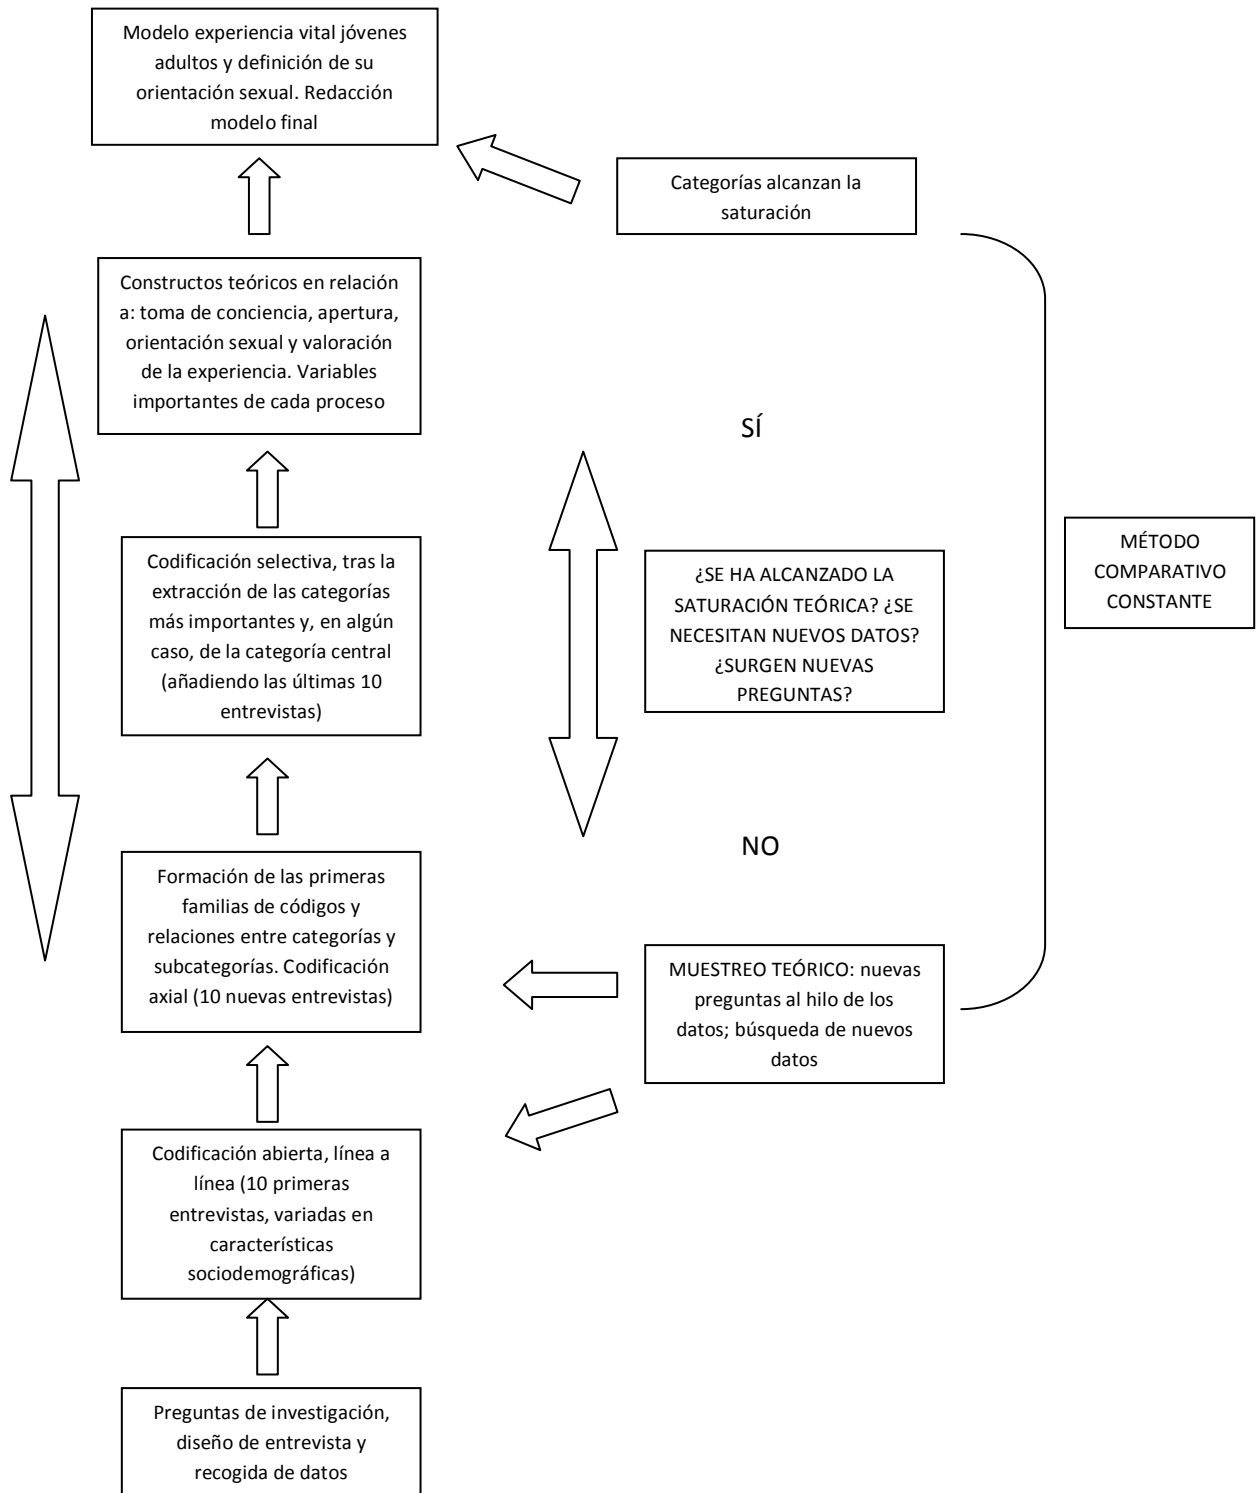 Modelo experiencia vital jóvenes
adultos y definición de su
orientación sexual. Redacción
modelo final
Categorías alcanzan la
saturación
Constructos teóricos en relación
a: toma de conciencia, apertura,
orientación sexual y valoración
de la experiencia. Variables
importantes de cada proceso
SÍ
Codificación selectiva, tras la
extracción de las categorías
más importantes y, en algún
caso, de la categoría central
(añadiendo las últimas 10
entrevistas)
¿SE HA ALCANZADO LA
SATURACIÓN TEÓRICA? ¿SE
NECESITAN NUEVOS DATOS?
¿SURGEN NUEVAS
PREGUNTAS?
MÉTODO
COMPARATIVO
CONSTANTE
NO
Formación de las primeras
familias de códigos y
relaciones entre categorías y
subcategorías. Codificación
axial (10 nuevas entrevistas)
MUESTREO TEÓRICO: nuevas
preguntas al hilo de los
datos; búsqueda de nuevos
datos
Codificación abierta, línea a
línea (10 primeras
entrevistas, variadas en
características
sociodemográficas)
Preguntas de investigación,
diseño de entrevista y
recogida de datos